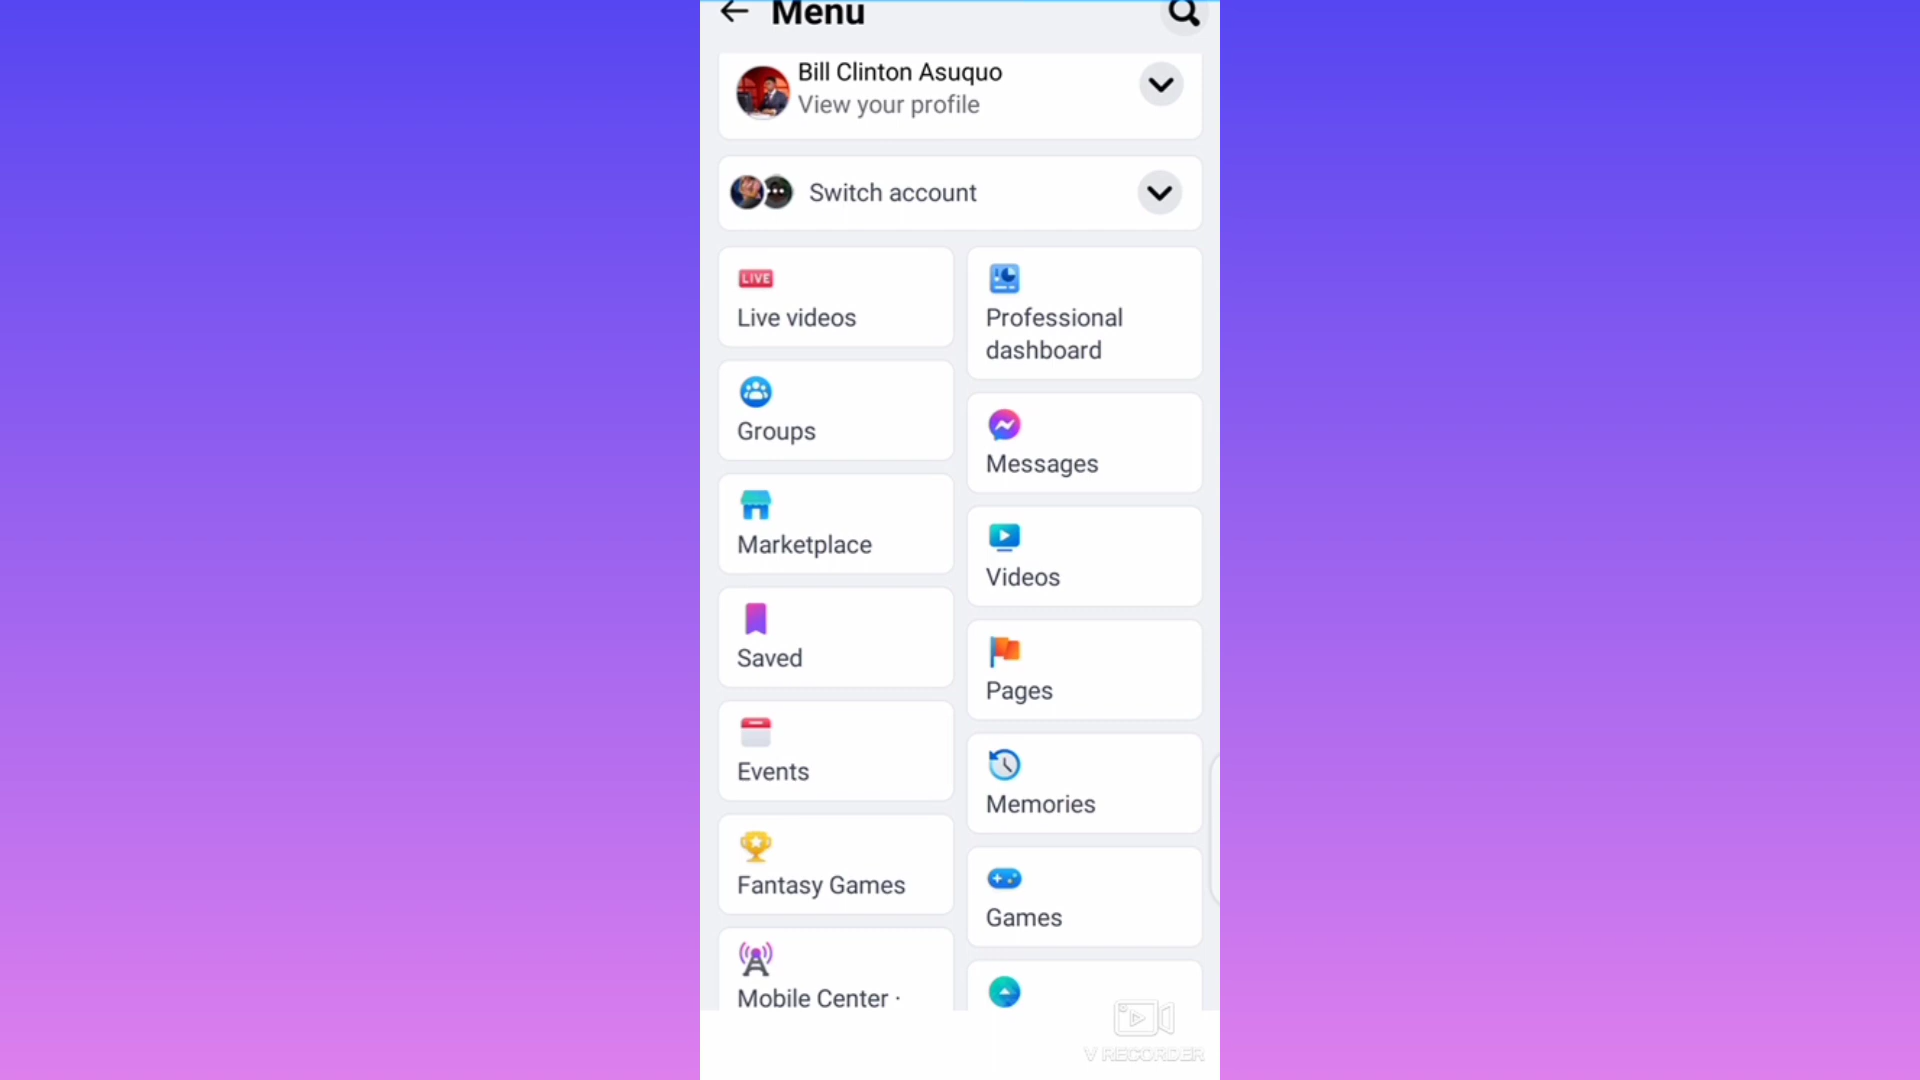 Menu
Bill Clinton Asuquo
View your profile
Switch account
LIVE
Live videos
Professional
dashboard
Groups
Messages
Marketplace
Videos
Saved
Pages
Events
Memories
Fantasy Games
Games
Mobile Center ·
V RECORDER